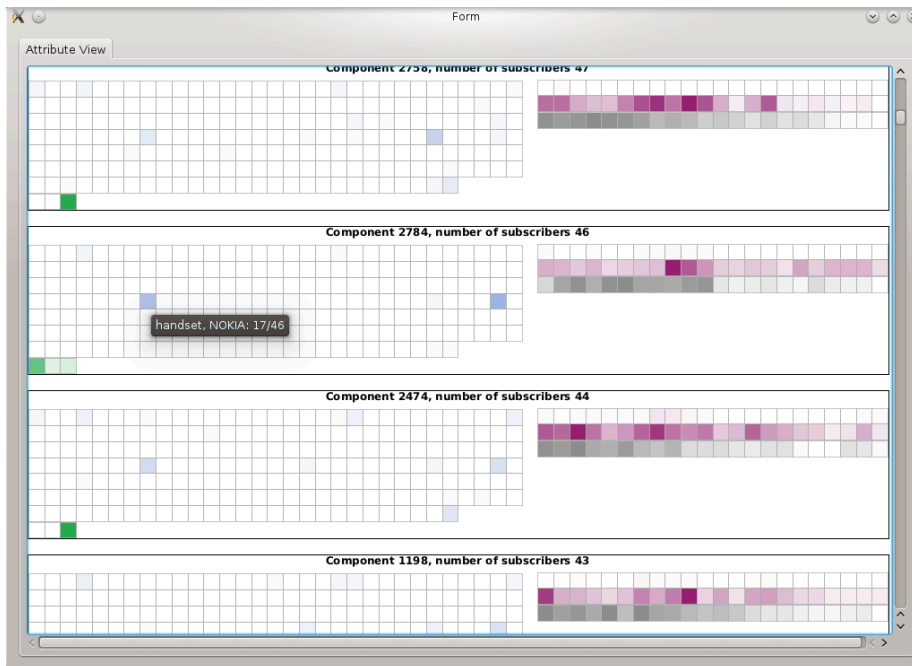 Form
Attribute View
Component 2758, number of subscribers 47
Component 2784, number of subscribers 46
handset, NOKIA: 17/46
Component 2474, number of subscribers 44
Component 1198, number of subscribers 43